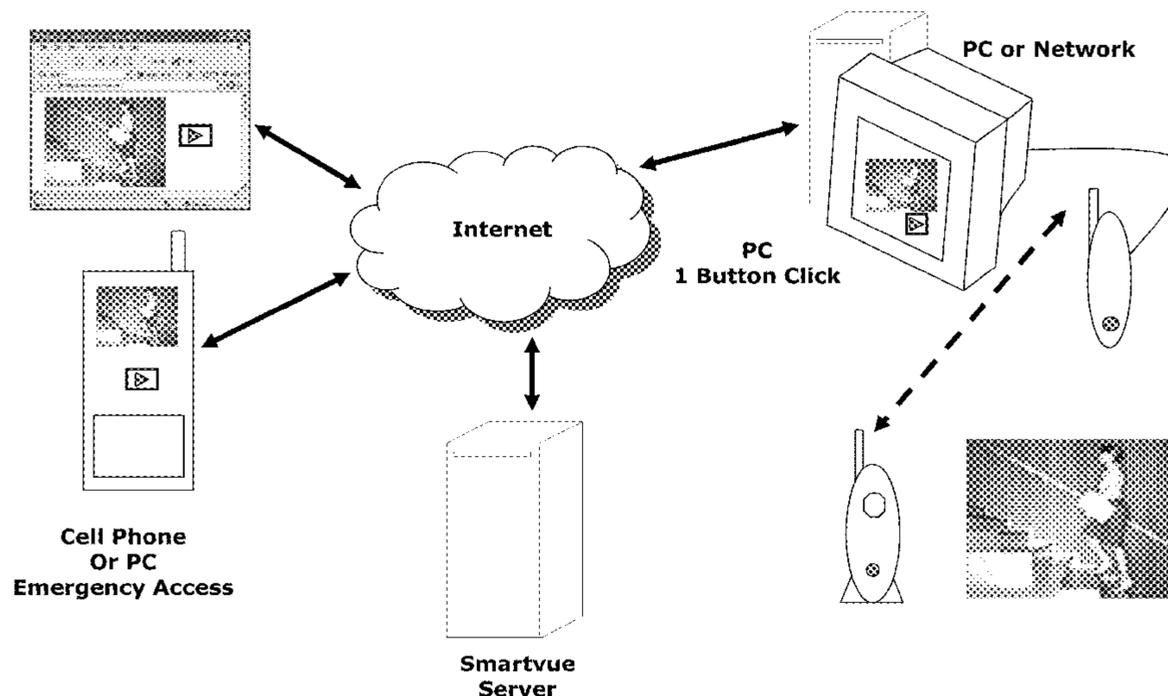 PC or Network
Internet
PC
1 Button Click
Cell Phone
Or PC
Emergency Access
Smartvue
Server